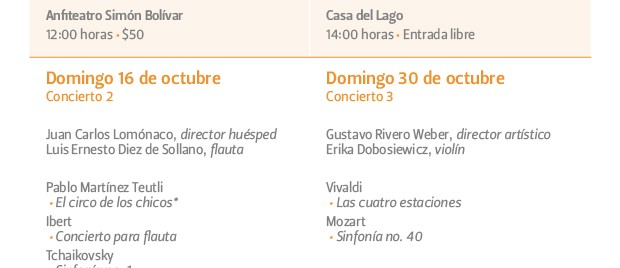 Anfiteatro Simón Bolívar
12:00 horas • $50
Domingo 16 de octubre
Concierto 2
Juan Carlos Lomónaco, director huésped
Luis Ernesto Diez de Sollano, flauta
Pablo Martínez Teutli
• El circo de los chicos*
Ibert
• Concierto para flauta
Tchaikovsky
• Sinfonía no. 1
Casa del Lago
14:00 horas • Entrada libre
Domingo 30 de octubre
Concierto 3
Gustavo Rivero Weber, director artístico
Erika Dobosiewicz, violín
Vivaldi
• Las cuatro estaciones
Mozart
• Sinfonía no. 40